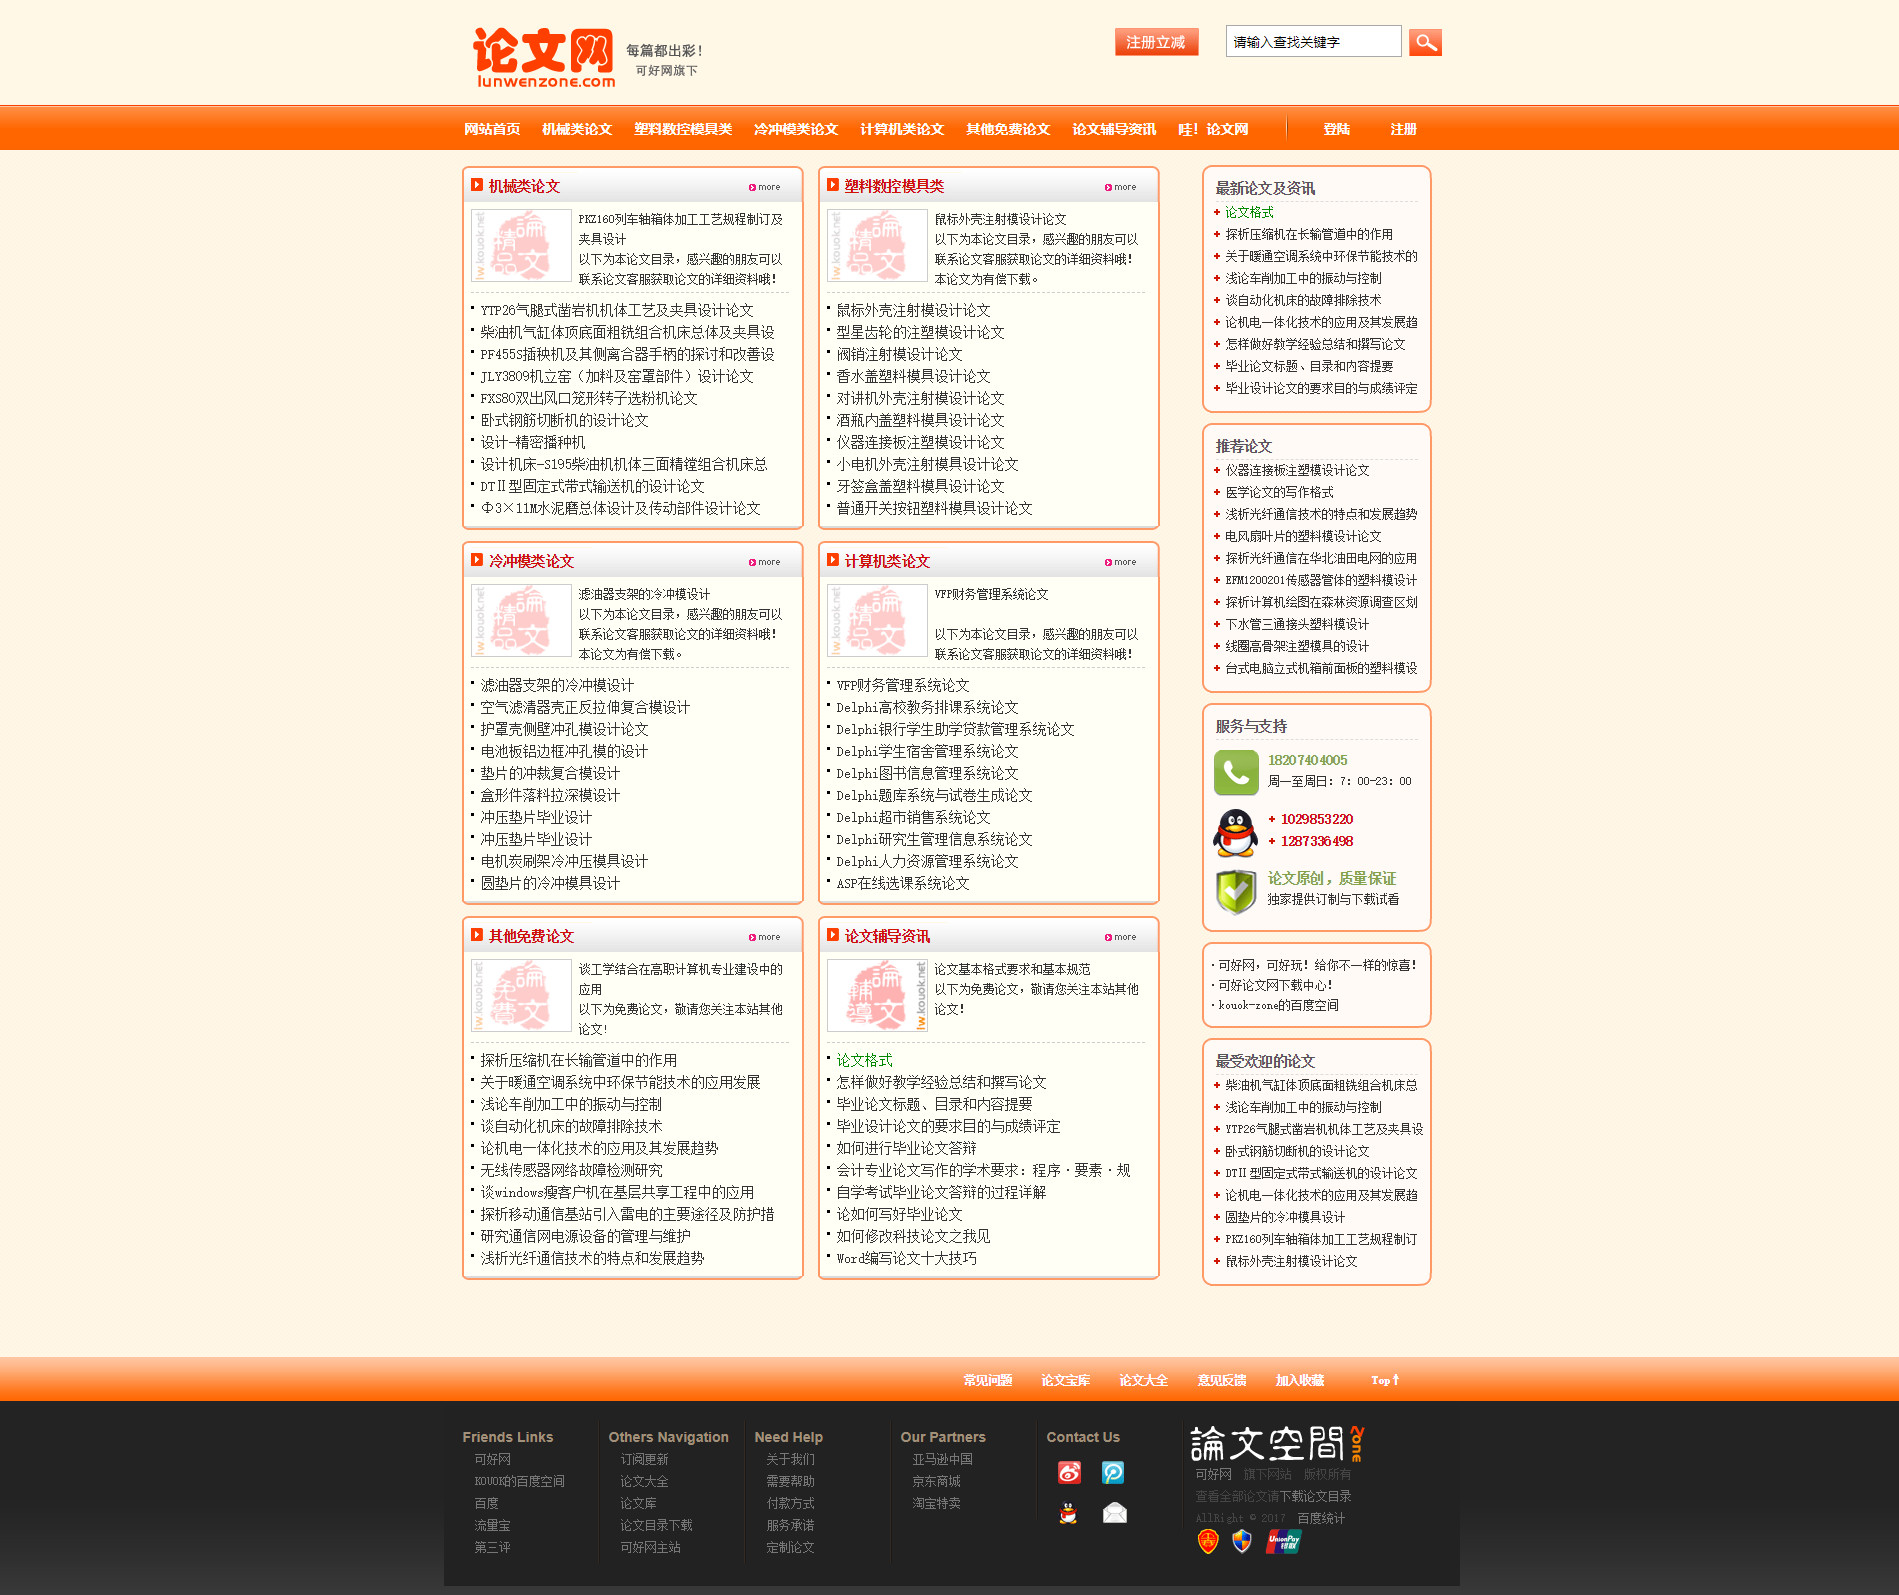 论文网
lunwenzone.com
每篇都出彩！
可好网旗下
注册立减
请输入查找关键字
网站首页 机械类论文 塑料数控模具类 冷冲模类论文 计算机类论文 其他免费论文 论文辅导资讯 哇！论文网 登陆 注册
机械类论文 more
PKZ160列车轴箱体加工工艺规程制订及
夹具设计
以下为本论文目录，感兴趣的朋友可以
联系论文客服获取论文的详细资料哦！
YTP26气腿式凿岩机机体工艺及夹具设计论文
柴油机气缸体顶底面粗铣组合机床总体及夹具设
PF455S插秧机及其侧离合器手柄的探讨和改善设
JLY3809机立窑（加料及窑罩部件）设计论文
FXS80双出风口笼形转子选粉机论文
卧式钢筋切断机的设计论文
设计-精密播种机
设计机床-S195柴油机机体三面精镗组合机床总
DTⅡ型固定式带式输送机的设计论文
Φ3×11M水泥磨总体设计及传动部件设计论文
塑料数控模具类 more
鼠标外壳注射模设计论文
以下为本论文目录，感兴趣的朋友可以
联系论文客服获取论文的详细资料哦！
本论文为有偿下载。
鼠标外壳注射模设计论文
型星齿轮的注塑模设计论文
阀销注射模设计论文
香水盖塑料模具设计论文
对讲机外壳注射模设计论文
酒瓶内盖塑料模具设计论文
仪器连接板注塑模设计论文
小电机外壳注射模具设计论文
牙签盒盖塑料模具设计论文
普通开关按钮塑料模具设计论文
冷冲模类论文 more
滤油器支架的冷冲模设计
以下为本论文目录，感兴趣的朋友可以
联系论文客服获取论文的详细资料哦！
本论文为有偿下载。
滤油器支架的冷冲模设计
空气滤清器壳正反拉伸复合模设计
护罩壳侧壁冲孔模设计论文
电池板铝边框冲孔模的设计
垫片的冲裁复合模设计
盒形件落料拉深模设计
冲压垫片毕业设计
冲压垫片毕业设计
电机炭刷架冷冲压模具设计
圆垫片的冷冲模具设计
计算机类论文 more
VFP财务管理系统论文
以下为本论文目录，感兴趣的朋友可以
联系论文客服获取论文的详细资料哦！
VFP财务管理系统论文
Delphi高校教务排课系统论文
Delphi银行学生助学贷款管理系统论文
Delphi学生宿舍管理系统论文
Delphi图书信息管理系统论文
Delphi题库系统与试卷生成论文
Delphi超市销售系统论文
Delphi研究生管理信息系统论文
Delphi人力资源管理系统论文
ASP在线选课系统论文
其他免费论文 more
谈工学结合在高职计算机专业建设中的
应用
以下为免费论文，敬请您关注本站其他
论文！
探析压缩机在长输管道中的作用
关于暖通空调系统中环保节能技术的应用发展
浅论车削加工中的振动与控制
谈自动化机床的故障排除技术
论机电一体化技术的应用及其发展趋势
无线传感器网络故障检测研究
谈windows瘦客户机在基层共享工程中的应用
探析移动通信基站引入雷电的主要途径及防护措
研究通信网电源设备的管理与维护
浅析光纤通信技术的特点和发展趋势
论文辅导资讯 more
论文基本格式要求和基本规范
以下为免费论文，敬请您关注本站其他
论文！
论文格式
怎样做好教学经验总结和撰写论文
毕业论文标题、目录和内容提要
毕业设计论文的要求目的与成绩评定
如何进行毕业论文答辩
会计专业论文写作的学术要求：程序·要素·规
自学考试毕业论文答辩的过程详解
论如何写好毕业论文
如何修改科技论文之我见
Word编写论文十大技巧
最新论文及资讯
论文格式
探析压缩机在长输管道中的作用
关于暖通空调系统中环保节能技术的
浅论车削加工中的振动与控制
谈自动化机床的故障排除技术
论机电一体化技术的应用及其发展趋
怎样做好教学经验总结和撰写论文
毕业论文标题、目录和内容提要
毕业设计论文的要求目的与成绩评定
推荐论文
仪器连接板注塑模设计论文
医学论文的写作格式
浅析光纤通信技术的特点和发展趋势
电风扇叶片的塑料模设计论文
探析光纤通信在华北油田电网的应用
EFM1200201传感器管体的塑料模设计
探析计算机绘图在森林资源调查区划
下水管三通接头塑料模设计
线圈高骨架注塑模具的设计
台式电脑立式机箱前面板的塑料模设
服务与支持
18207404005
周一至周日：7：00-23：00
+ 1029853220
+ 1287336498
论文原创，质量保证
独家提供订制与下载试看
·可好网，可好玩！给你不一样的惊喜！
·可好论文网下载中心！
·kouok-zone的百度空间
最受欢迎的论文
柴油机气缸体顶底面粗铣组合机床总
浅论车削加工中的振动与控制
YTP26气腿式凿岩机机体工艺及夹具设
卧式钢筋切断机的设计论文
DTⅡ型固定式带式输送机的设计论文
论机电一体化技术的应用及其发展趋
圆垫片的冷冲模具设计
PKZ160列车轴箱体加工工艺规程制订
鼠标外壳注射模设计论文
常见问题 论文宝库 论文大全 意见反馈 加入收藏 Top↑
Friends Links
可好网
KOUOK的百度空间
百度
流量宝
第三评
Others Navigation
订阅更新
论文大全
论文库
论文目录下载
可好网主站
Need Help
关于我们
需要帮助
付款方式
服务承诺
定制论文
Our Partners
亚马逊中国
京东商城
淘宝特卖
Contact Us
論文空間 zone
可好网 旗下网站 版权所有
查看全部论文请下载论文目录
AllRight © 2017 百度统计
UnionPay
银联